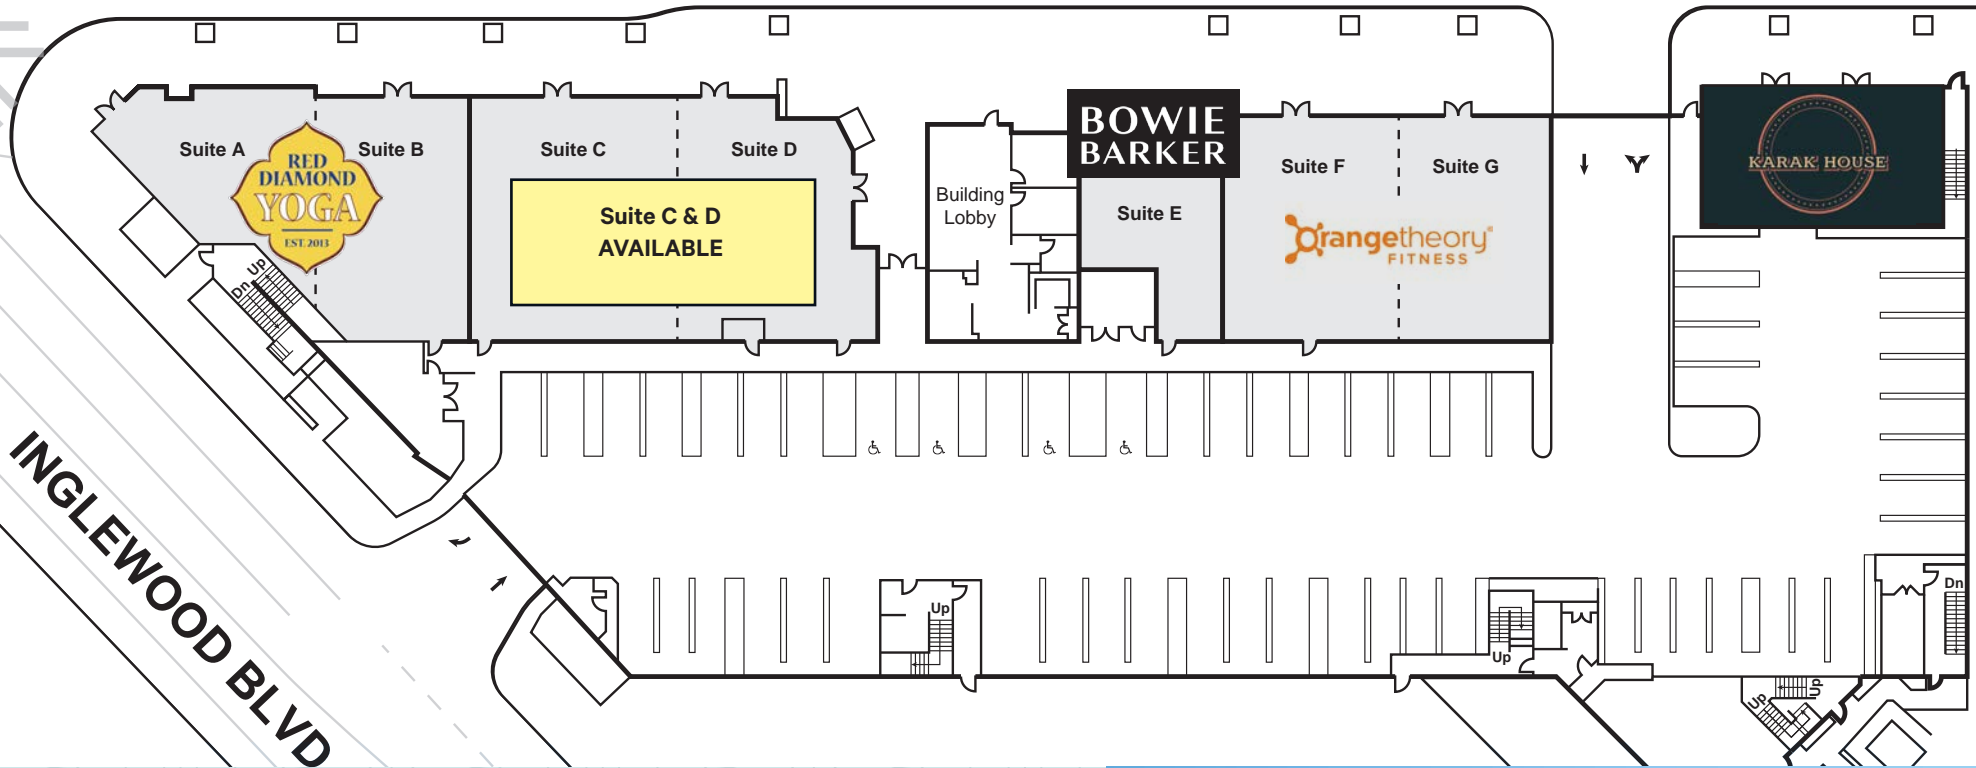 Suite A
Suite B
RED
DIAMOND
YOGA
EST. 2013
Suite C
Suite D
Suite C & D
AVAILABLE
Building
Lobby
BOWIE
BARKER
Suite E
Suite F
Suite G
Orangetheory®
FITNESS
KARAK HOUSE
Up
Dn
INGLEWOOD BLVD
Up
Up
Dn
Up
Up